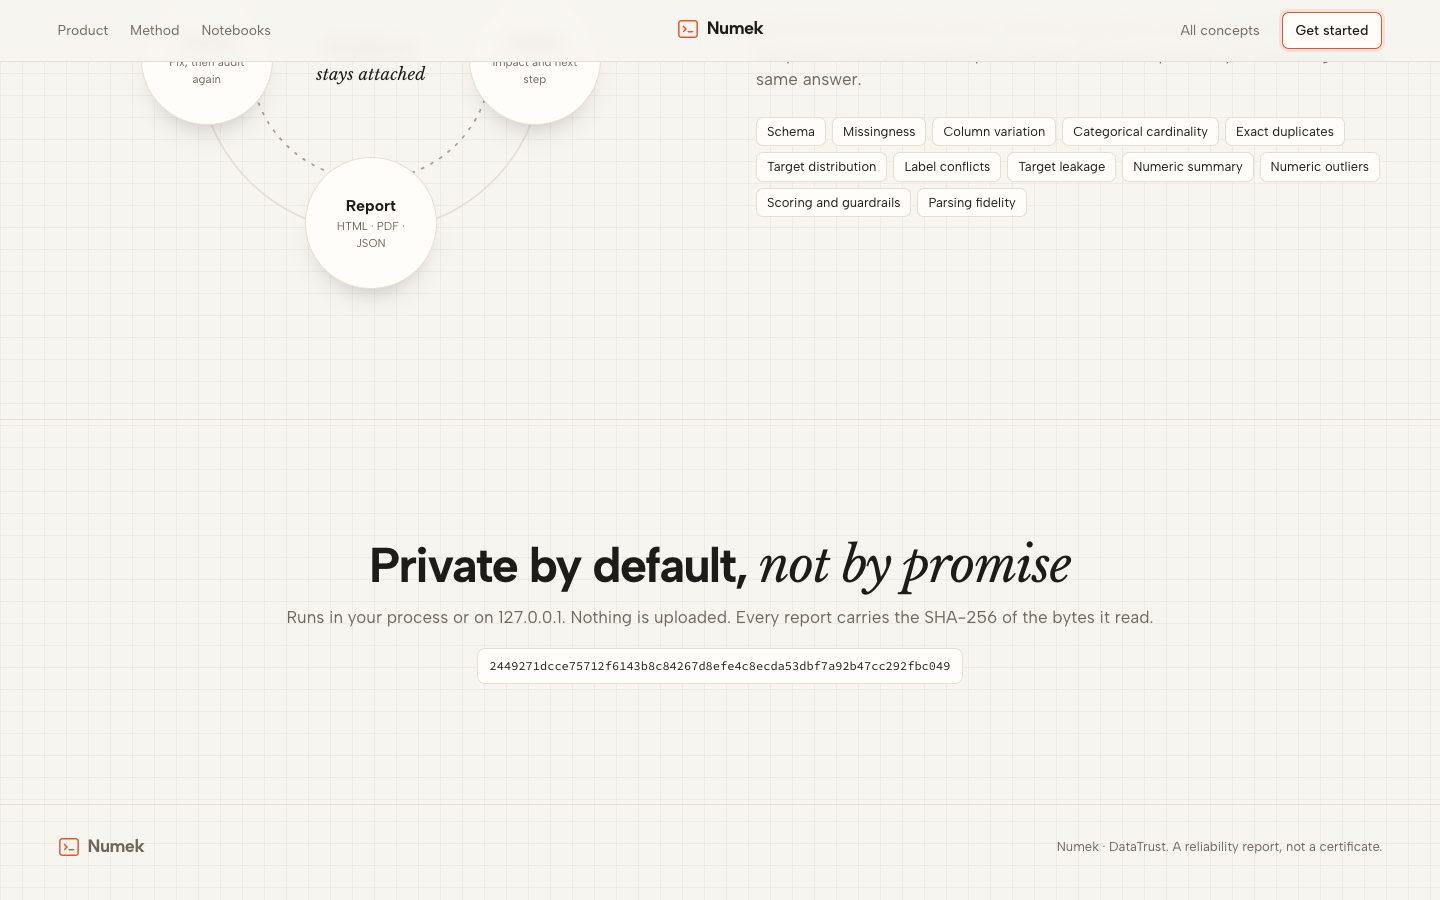 Product
Method
Notebooks
Numek
All concepts
Get started
again
stays attached
step
same answer.
Schema
Missingness
Column variation
Categorical cardinality
Exact duplicates
Target distribution
Label conflicts
Target leakage
Numeric summary
Numeric outliers
Scoring and guardrails
Parsing fidelity
Report
HTML · PDF ·
JSON
Private by default, not by promise
Runs in your process or on 127.0.0.1. Nothing is uploaded. Every report carries the SHA-256 of the bytes it read.
2449271dcce75712f6143b8c84267d8efe4c8ecda53dbf7a92b47cc292fbc049
Numek
Numek · DataTrust. A reliability report, not a certificate.